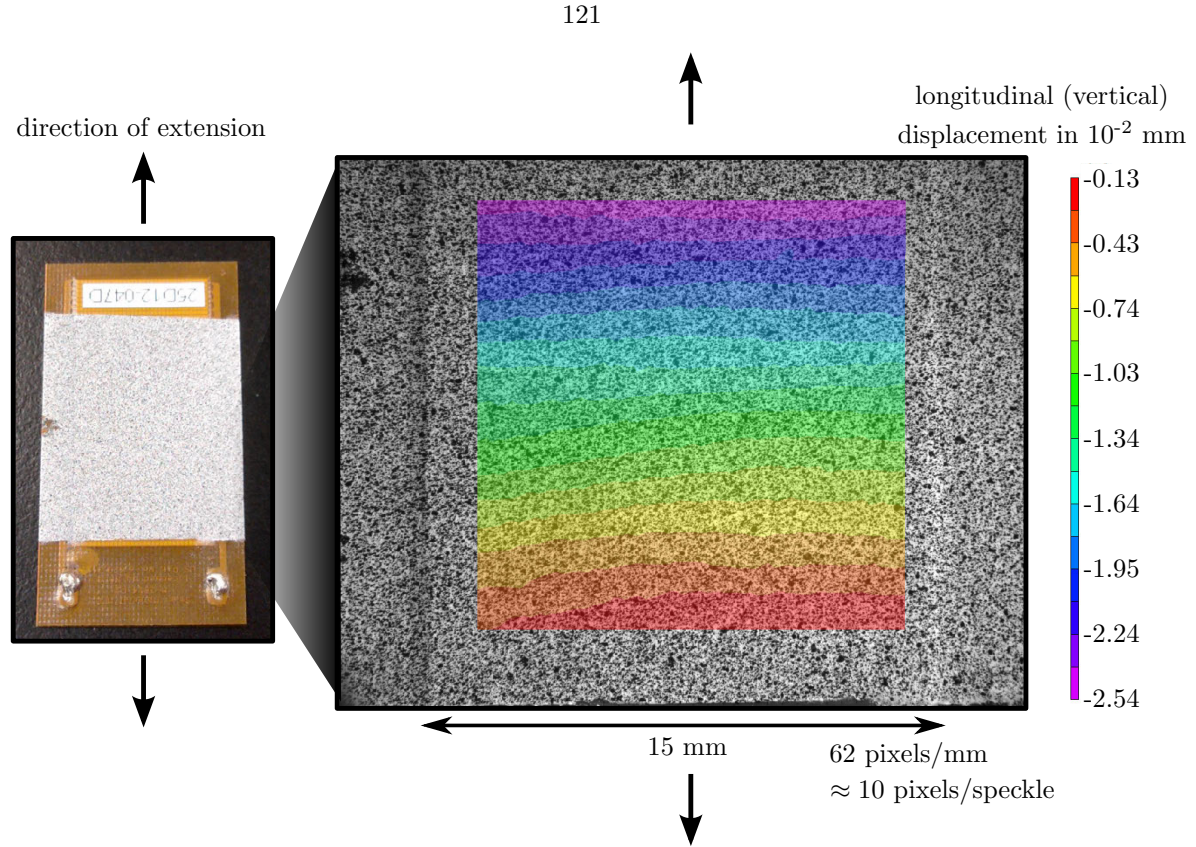 121
longitudinal (vertical)
displacement in 10⁻² mm
direction of extension
25D12-047D
-0.13
-0.43
-0.74
-1.03
-1.34
-1.64
-1.95
-2.24
-2.54
15 mm
62 pixels/mm
≈ 10 pixels/speckle